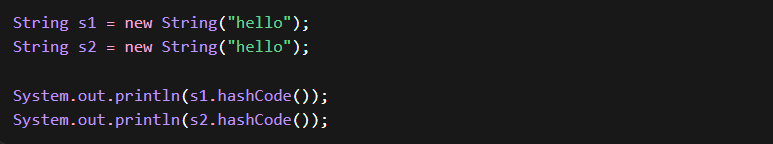 String s1 = new String("hello");
String s2 = new String("hello");
System.out.println(s1.hashCode());
System.out.println(s2.hashCode());